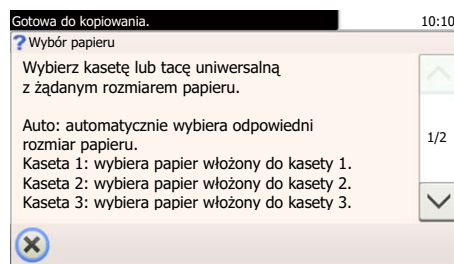 Gotowa do kopiowania. 10:10
? Wybór papieru
Wybierz kasetę lub tacę uniwersalną
z żądanym rozmiarem papieru.
Auto: automatycznie wybiera odpowiedni
rozmiar papieru.
1/2
Kaseta 1: wybiera papier włożony do kasety 1.
Kaseta 2: wybiera papier włożony do kasety 2.
Kaseta 3: wybiera papier włożony do kasety 3.